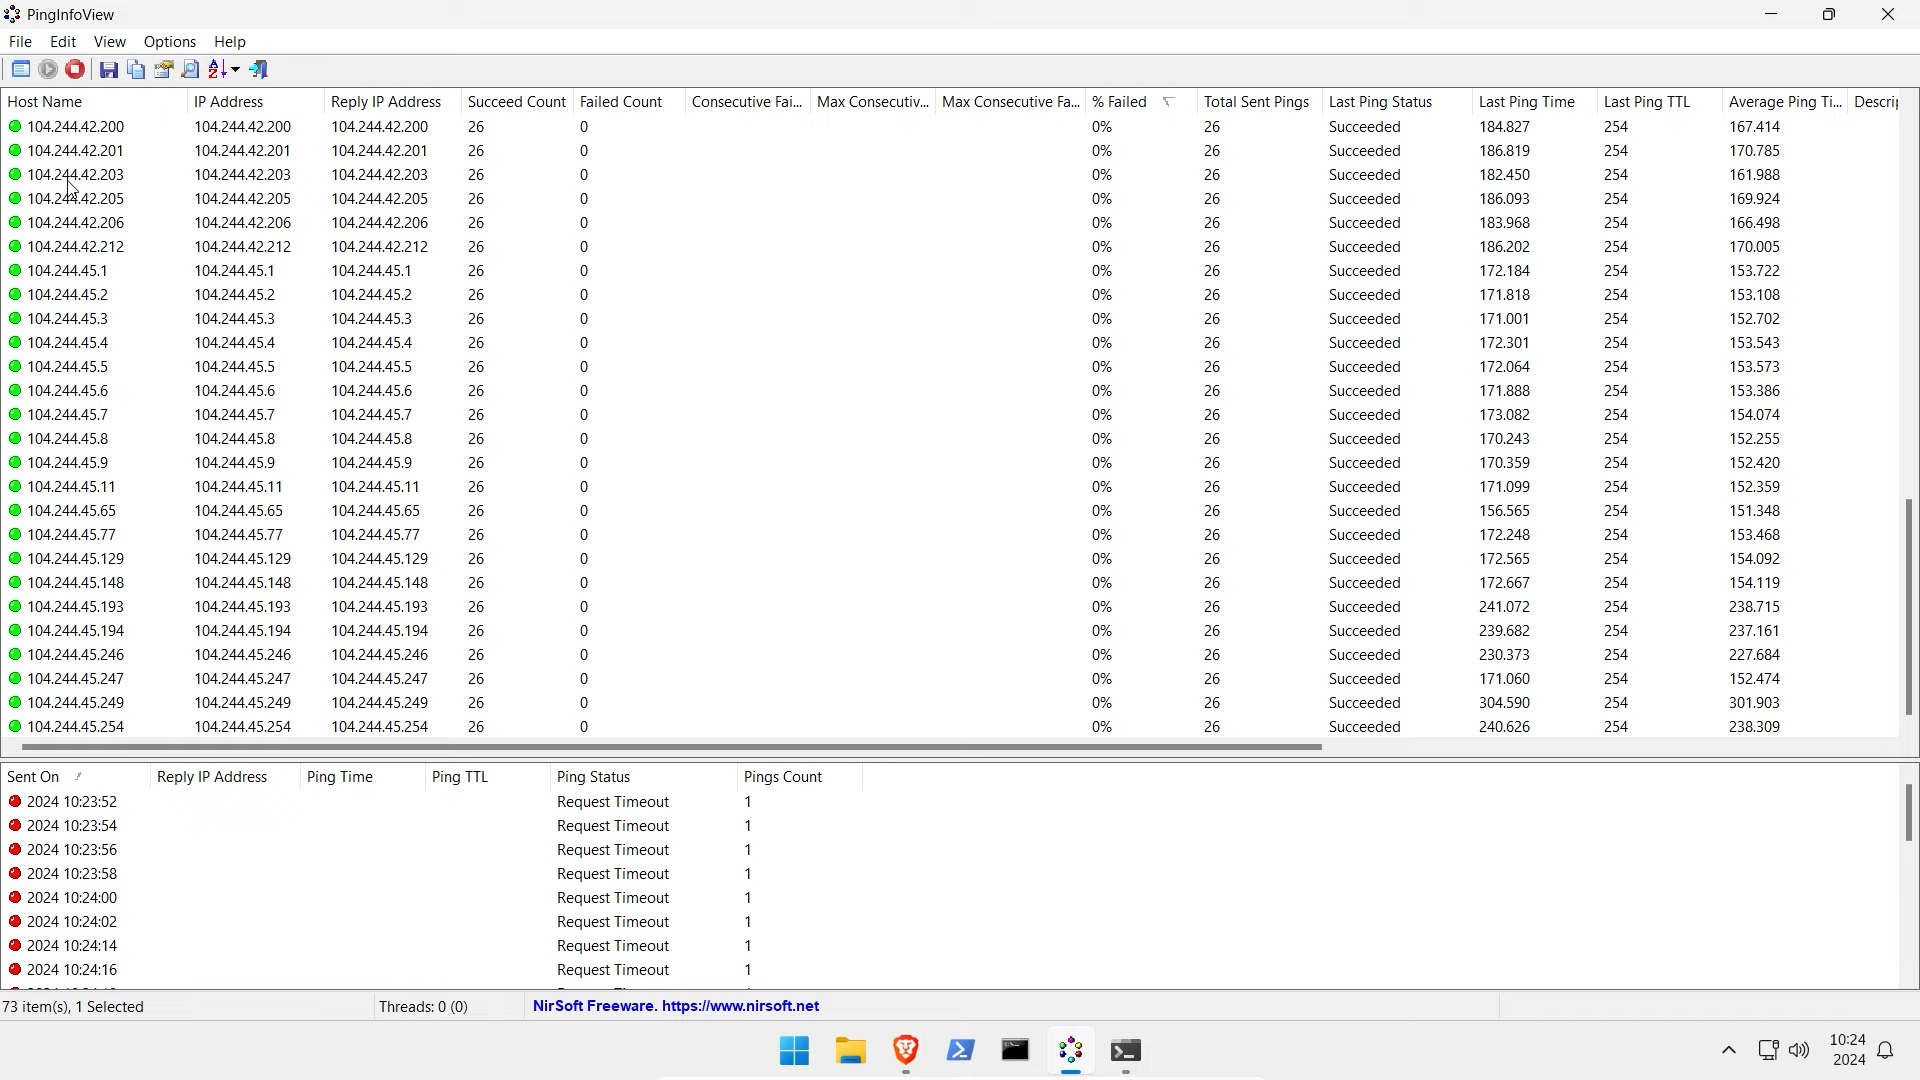 PingInfoView
File Edit View Options Help
Host Name IP Address Reply IP Address Succeed Count Failed Count Consecutive Fai... Max Consecutiv... Max Consecutive Fa... % Failed Total Sent Pings Last Ping Status Last Ping Time Last Ping TTL Average Ping Ti... Descrip
104.244.42.200 104.244.42.200 104.244.42.200 26 0 0% 26 Succeeded 184.827 254 167.414
104.244.42.201 104.244.42.201 104.244.42.201 26 0 0% 26 Succeeded 186.819 254 170.785
104.244.42.203 104.244.42.203 104.244.42.203 26 0 0% 26 Succeeded 182.450 254 161.988
104.244.42.205 104.244.42.205 104.244.42.205 26 0 0% 26 Succeeded 186.093 254 169.924
104.244.42.206 104.244.42.206 104.244.42.206 26 0 0% 26 Succeeded 183.968 254 166.498
104.244.42.212 104.244.42.212 104.244.42.212 26 0 0% 26 Succeeded 186.202 254 170.005
104.244.45.1 104.244.45.1 104.244.45.1 26 0 0% 26 Succeeded 172.184 254 153.722
104.244.45.2 104.244.45.2 104.244.45.2 26 0 0% 26 Succeeded 171.818 254 153.108
104.244.45.3 104.244.45.3 104.244.45.3 26 0 0% 26 Succeeded 171.001 254 152.702
104.244.45.4 104.244.45.4 104.244.45.4 26 0 0% 26 Succeeded 172.301 254 153.543
104.244.45.5 104.244.45.5 104.244.45.5 26 0 0% 26 Succeeded 172.064 254 153.573
104.244.45.6 104.244.45.6 104.244.45.6 26 0 0% 26 Succeeded 171.888 254 153.386
104.244.45.7 104.244.45.7 104.244.45.7 26 0 0% 26 Succeeded 173.082 254 154.074
104.244.45.8 104.244.45.8 104.244.45.8 26 0 0% 26 Succeeded 170.243 254 152.255
104.244.45.9 104.244.45.9 104.244.45.9 26 0 0% 26 Succeeded 170.359 254 152.420
104.244.45.11 104.244.45.11 104.244.45.11 26 0 0% 26 Succeeded 171.099 254 152.359
104.244.45.65 104.244.45.65 104.244.45.65 26 0 0% 26 Succeeded 156.565 254 151.348
104.244.45.77 104.244.45.77 104.244.45.77 26 0 0% 26 Succeeded 172.248 254 153.468
104.244.45.129 104.244.45.129 104.244.45.129 26 0 0% 26 Succeeded 172.565 254 154.092
104.244.45.148 104.244.45.148 104.244.45.148 26 0 0% 26 Succeeded 172.667 254 154.119
104.244.45.193 104.244.45.193 104.244.45.193 26 0 0% 26 Succeeded 241.072 254 238.715
104.244.45.194 104.244.45.194 104.244.45.194 26 0 0% 26 Succeeded 239.682 254 237.161
104.244.45.246 104.244.45.246 104.244.45.246 26 0 0% 26 Succeeded 230.373 254 227.684
104.244.45.247 104.244.45.247 104.244.45.247 26 0 0% 26 Succeeded 171.060 254 152.474
104.244.45.249 104.244.45.249 104.244.45.249 26 0 0% 26 Succeeded 304.590 254 301.903
104.244.45.254 104.244.45.254 104.244.45.254 26 0 0% 26 Succeeded 240.626 254 238.309
Sent On Reply IP Address Ping Time Ping TTL Ping Status Pings Count
2024 10:23:52 Request Timeout 1
2024 10:23:54 Request Timeout 1
2024 10:23:56 Request Timeout 1
2024 10:23:58 Request Timeout 1
2024 10:24:00 Request Timeout 1
2024 10:24:02 Request Timeout 1
2024 10:24:14 Request Timeout 1
2024 10:24:16 Request Timeout 1
73 item(s), 1 Selected Threads: 0 (0) NirSoft Freeware. https://www.nirsoft.net
10:24
2024